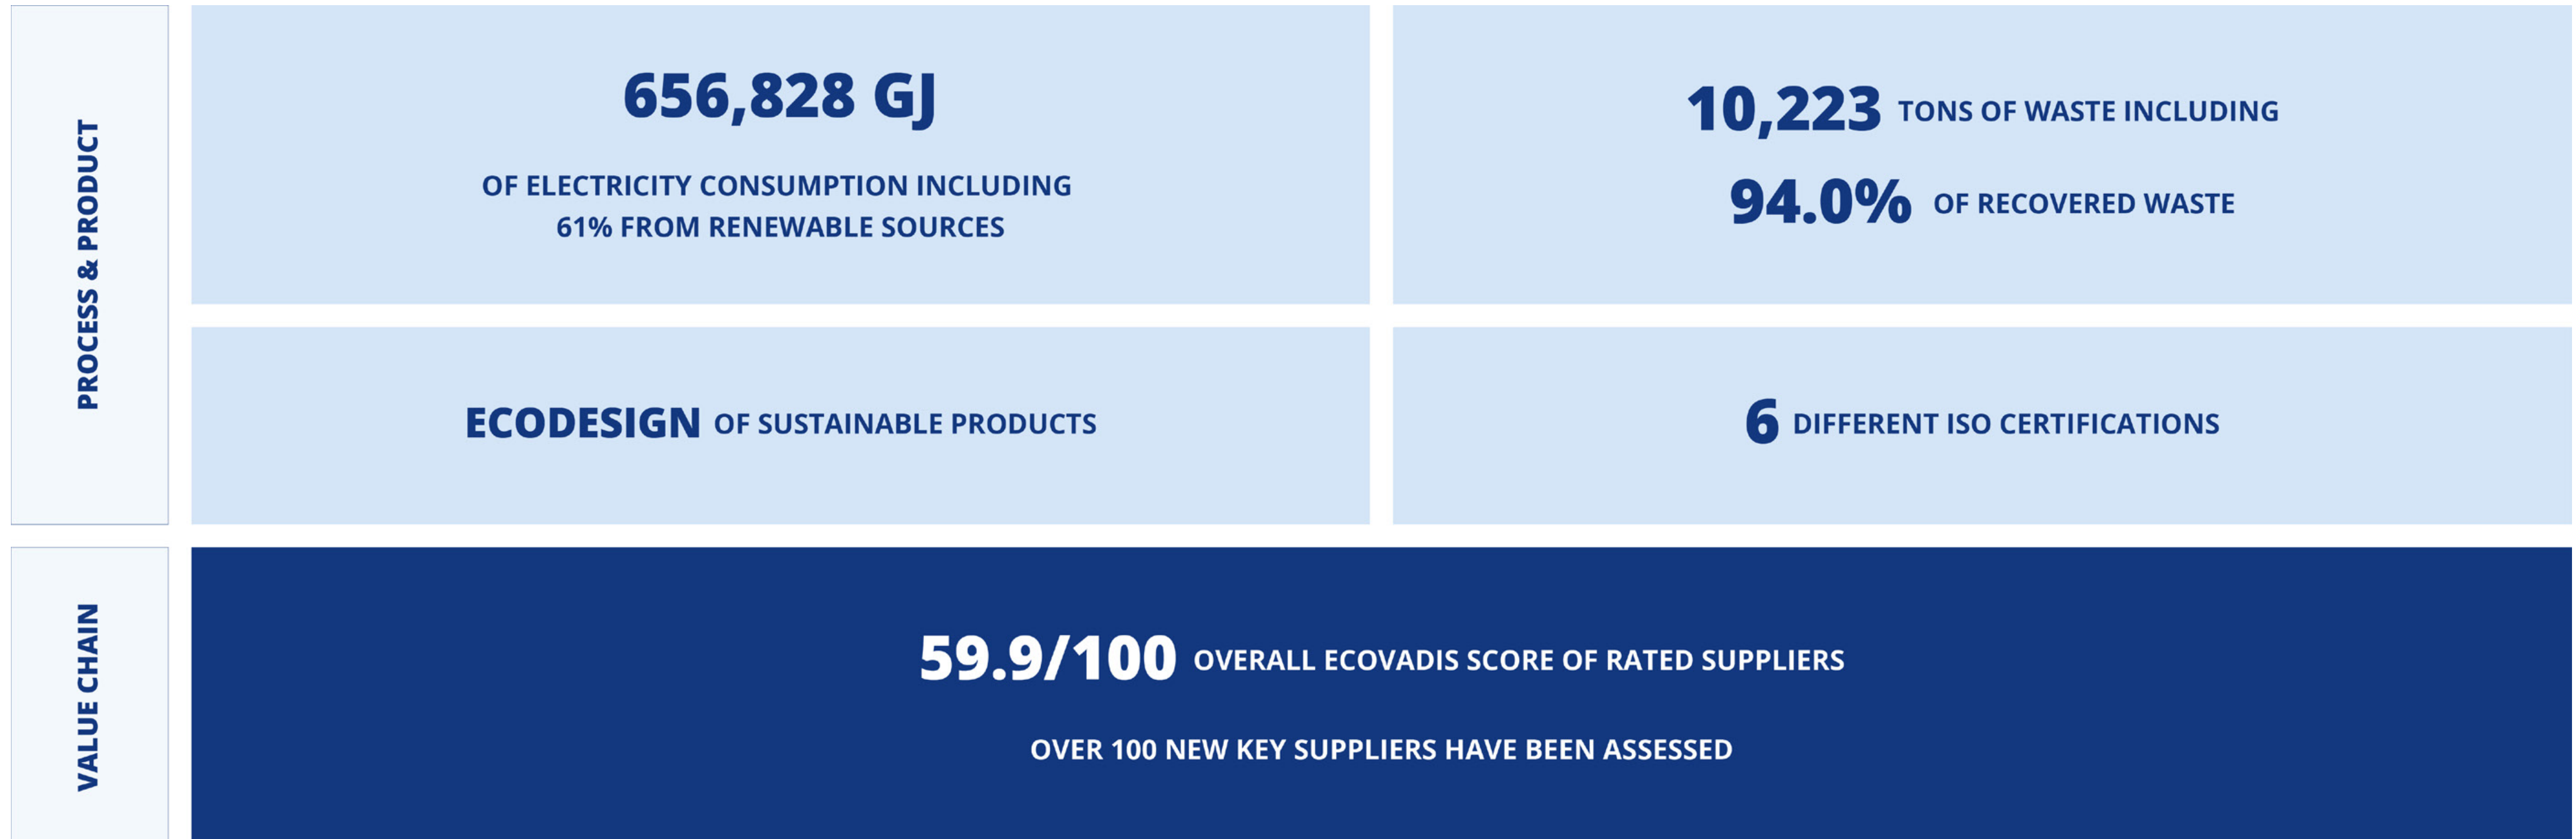 PROCESS & PRODUCT
656,828 GJ
OF ELECTRICITY CONSUMPTION INCLUDING
61% FROM RENEWABLE SOURCES
10,223 TONS OF WASTE INCLUDING
94.0% OF RECOVERED WASTE
ECODESIGN OF SUSTAINABLE PRODUCTS
6 DIFFERENT ISO CERTIFICATIONS
VALUE CHAIN
59.9/100 OVERALL ECOVADIS SCORE OF RATED SUPPLIERS
OVER 100 NEW KEY SUPPLIERS HAVE BEEN ASSESSED